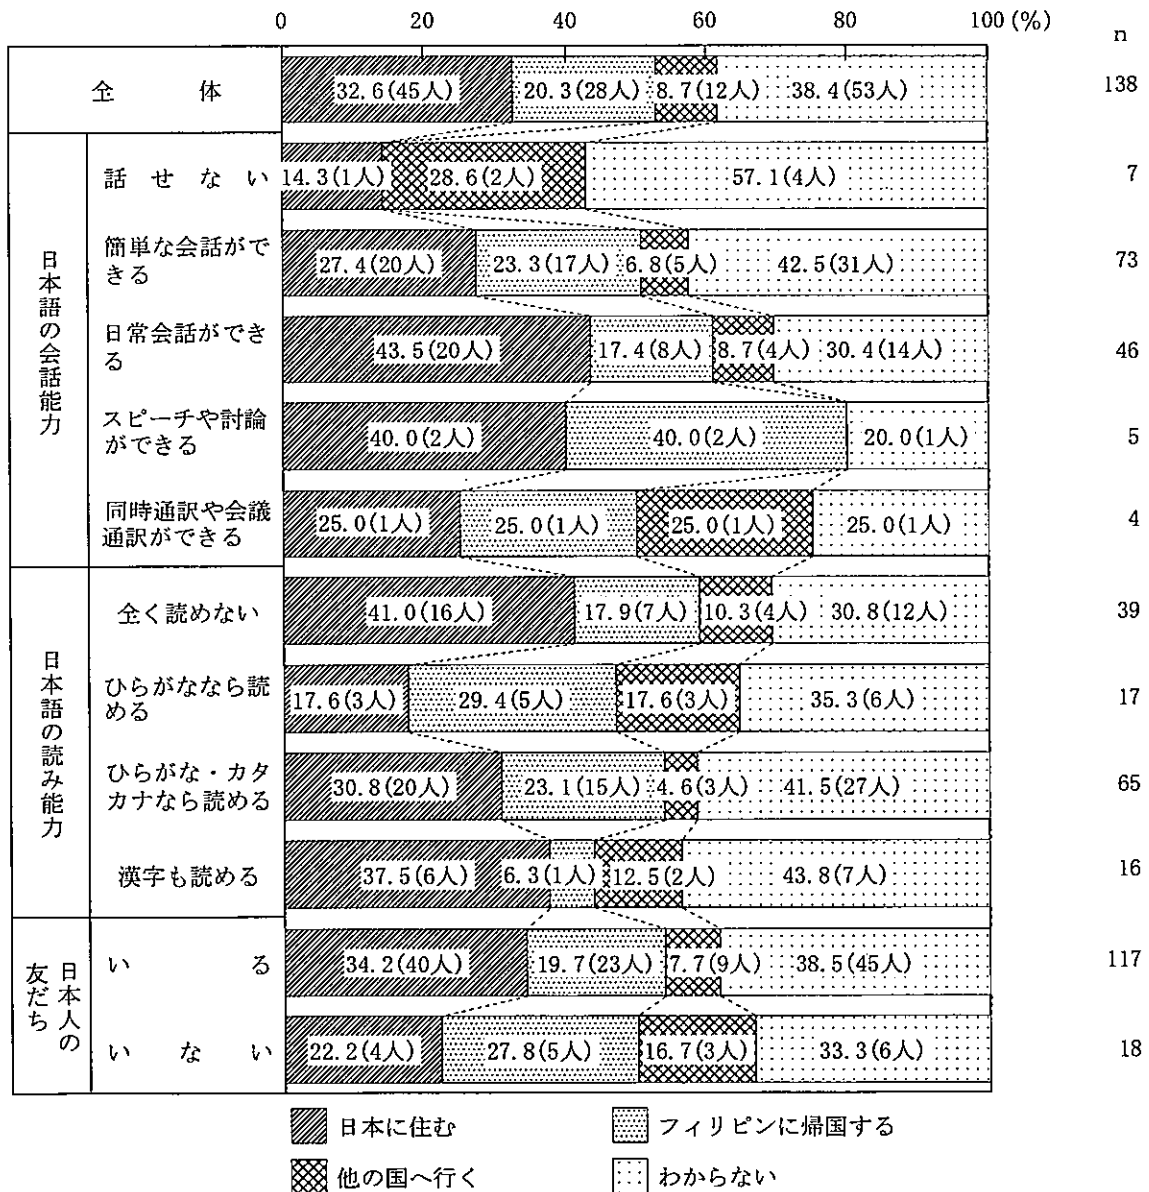 0 20 40 60 80 100 (%)
n
全体 32.6(45人) 20.3(28人) 8.7(12人) 38.4(53人) 138
日本語の会話能力
話せない 14.3(1人) 28.6(2人) 57.1(4人) 7
簡単な会話がで
きる
27.4(20人) 23.3(17人) 6.8(5人) 42.5(31人) 73
日常会話ができ
る
43.5(20人) 17.4(8人) 8.7(4人) 30.4(14人) 46
スピーチや討論
ができる
40.0(2人) 40.0(2人) 20.0(1人) 5
同時通訳や会議
通訳ができる
25.0(1人) 25.0(1人) 25.0(1人) 25.0(1人) 4
日本語の読み能力
全く読めない 41.0(16人) 17.9(7人) 10.3(4人) 30.8(12人) 39
ひらがななら読
める
17.6(3人) 29.4(5人) 17.6(3人) 35.3(6人) 17
ひらがな・カタ
カナなら読める
30.8(20人) 23.1(15人) 4.6(3人) 41.5(27人) 65
漢字も読める 37.5(6人) 6.3(1人) 12.5(2人) 43.8(7人) 16
日本人の
友だち
いる 34.2(40人) 19.7(23人) 7.7(9人) 38.5(45人) 117
いない 22.2(4人) 27.8(5人) 16.7(3人) 33.3(6人) 18
日本に住む フィリピンに帰国する
他の国へ行く わからない